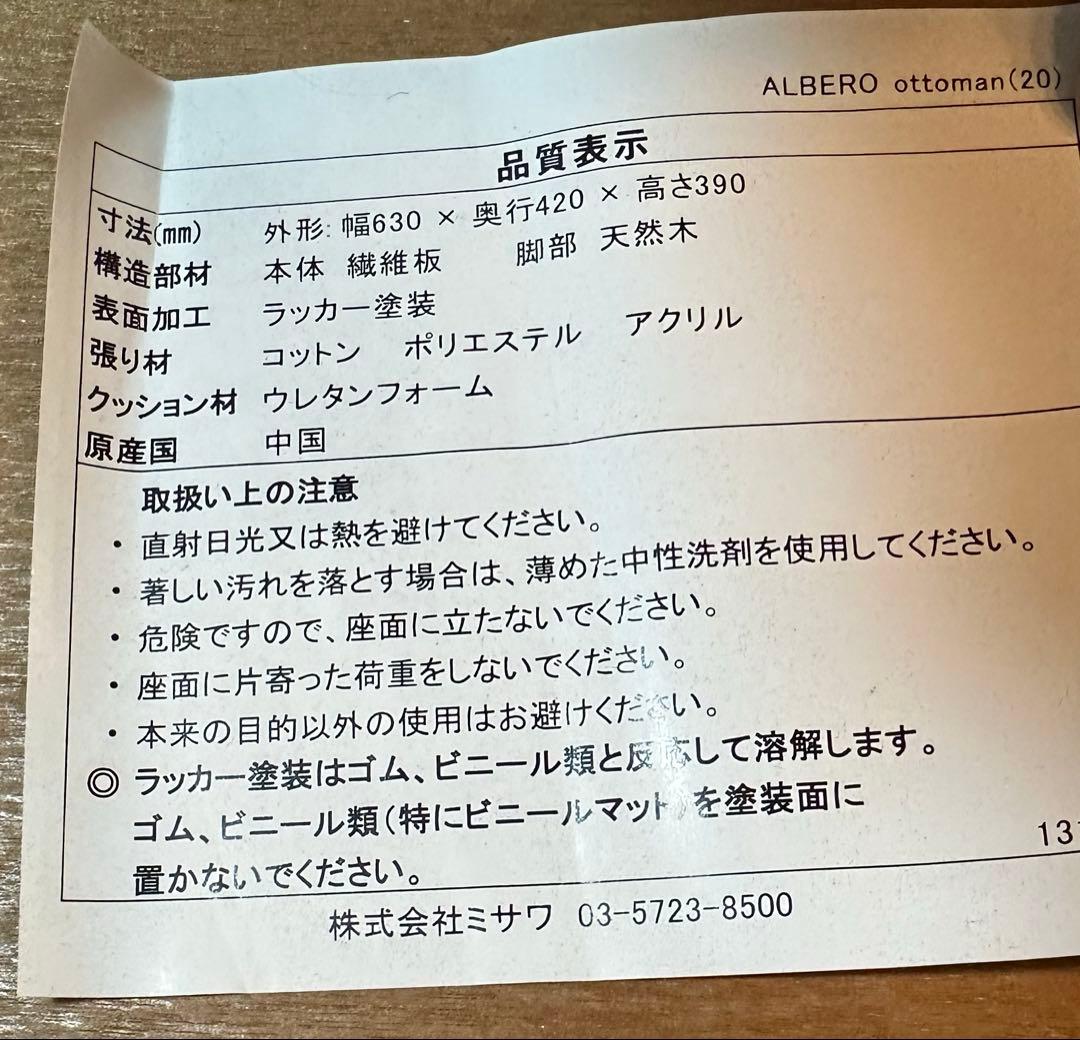 ALBERO ottoman(20)
品質表示
寸法(mm) 外形: 幅630 × 奥行420 × 高さ390
構造部材 本体 繊維板 脚部 天然木
表面加工 ラッカー塗装
張り材 コットン ポリエステル アクリル
クッション材 ウレタンフォーム
原産国 中国
取扱い上の注意
・ 直射日光又は熱を避けてください。
・ 著しい汚れを落とす場合は、薄めた中性洗剤を使用してください。
・ 危険ですので、座面に立たないでください。
・ 座面に片寄った荷重をしないでください。
・ 本来の目的以外の使用はお避けください。
◎ ラッカー塗装はゴム、ビニール類と反応して溶解します。
ゴム、ビニール類(特にビニールマット)を塗装面に
置かないでください。
13
株式会社ミサワ 03-5723-8500